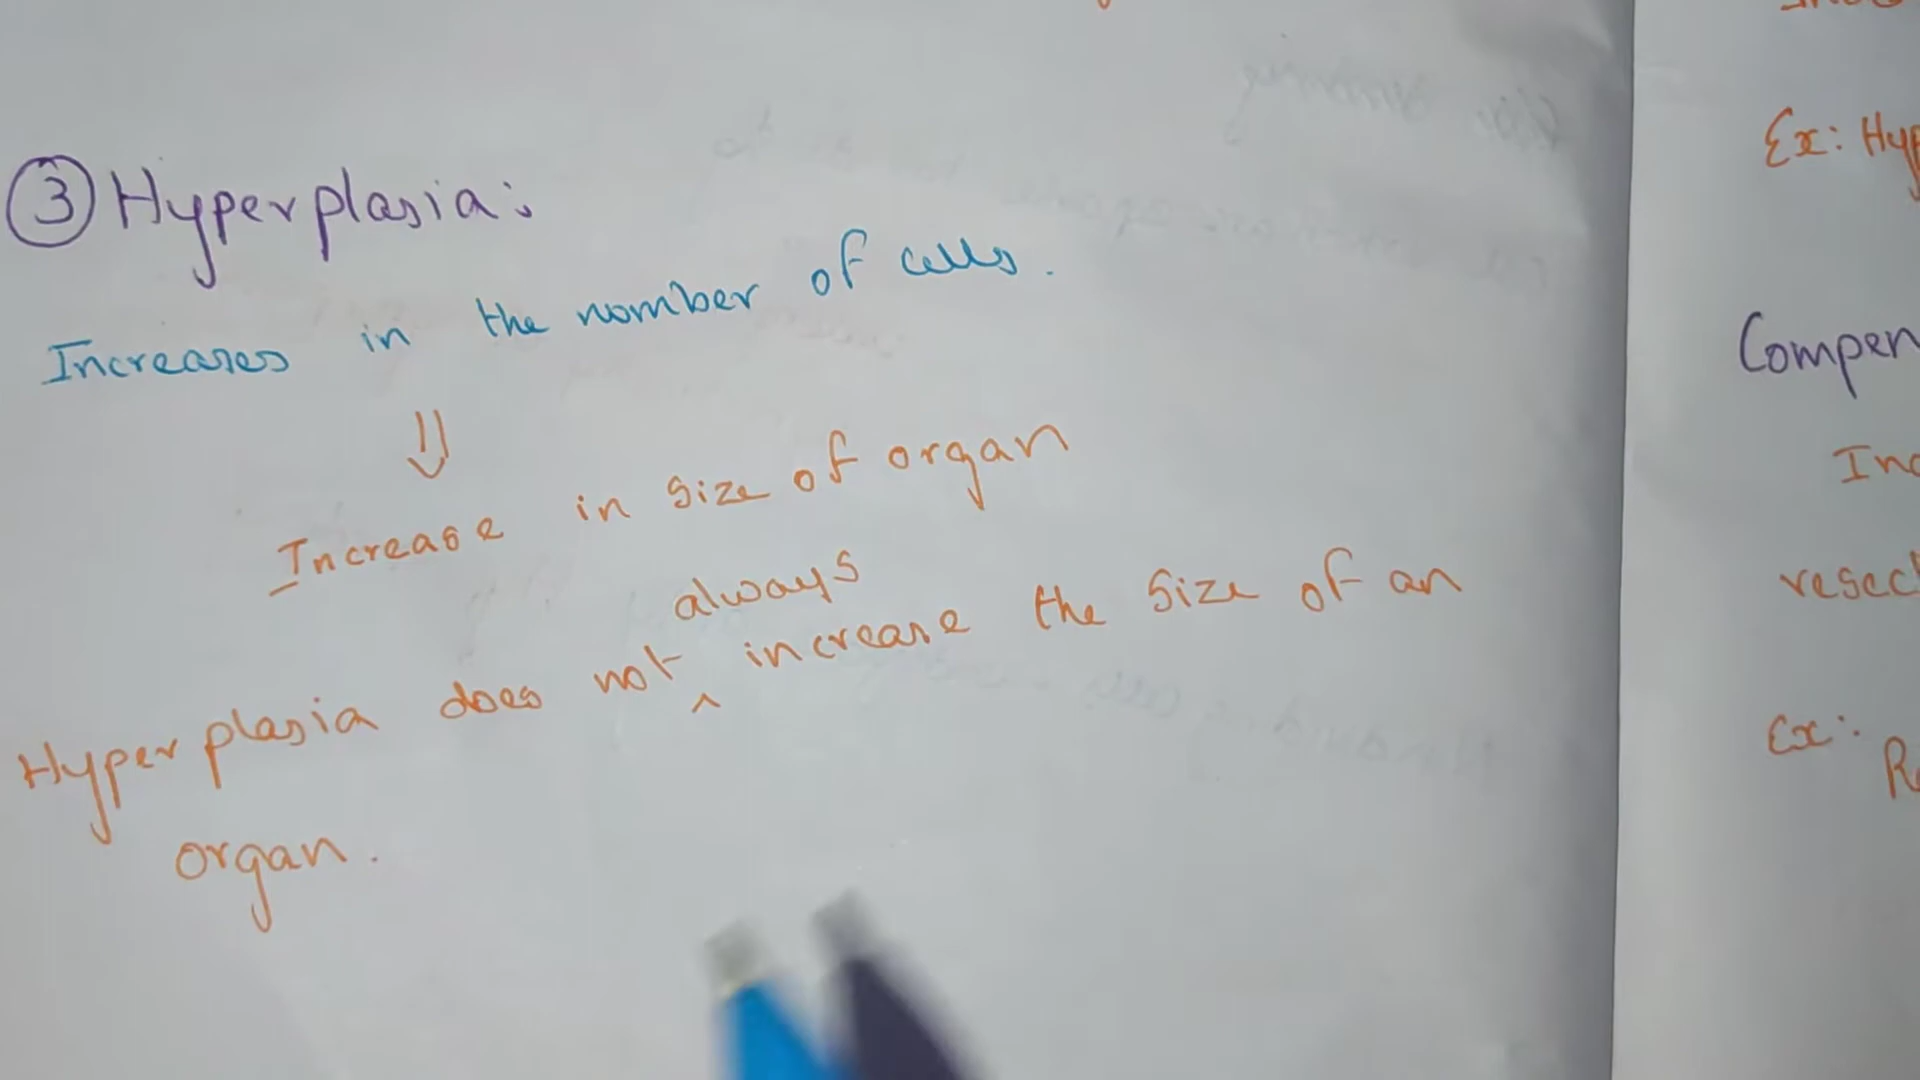 ③ Hyperplasia:
Increases in the nomber of cells.
⇓
Increase in size of organ
always
Hyperplasia does not ^ increase the size of an
organ.
Ex: Hyp
Compen
Inc
resect
Ex: